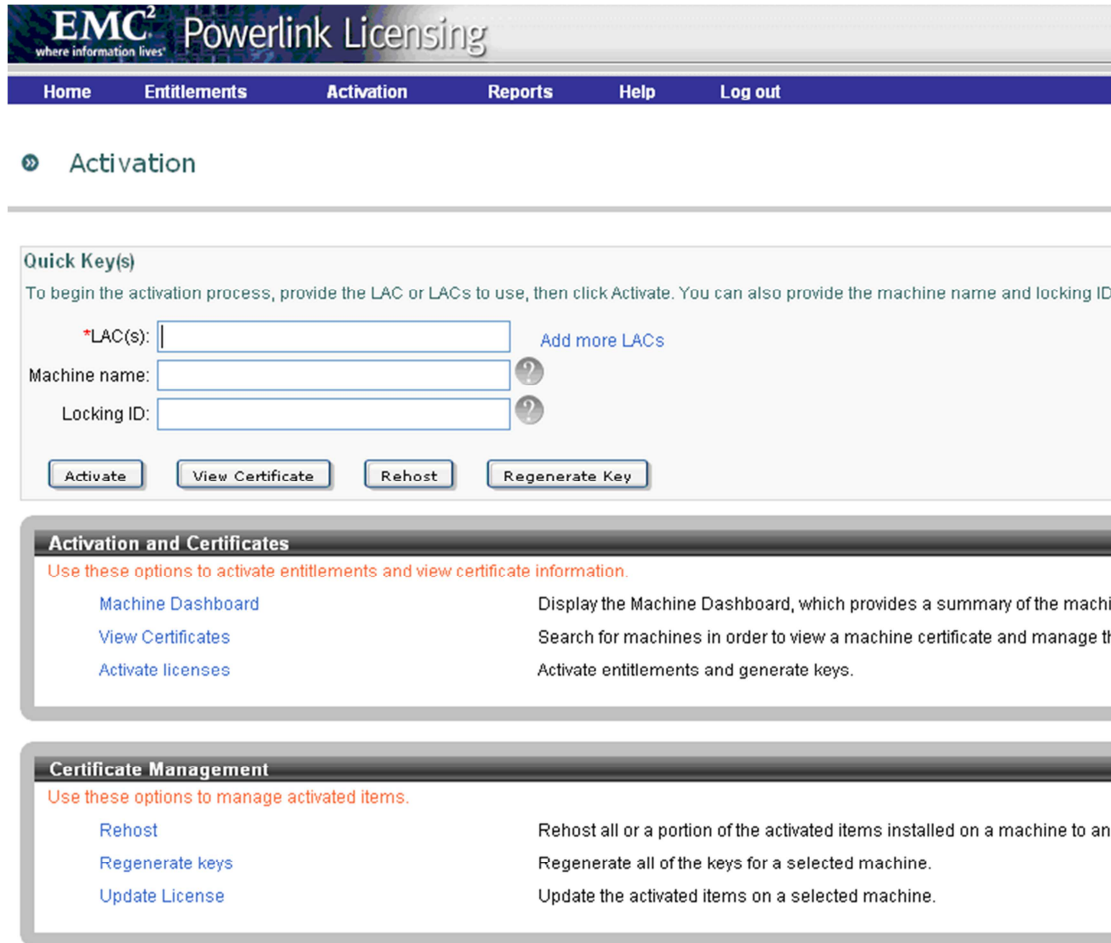 EMC² Powerlink Licensing
where information lives®
Home Entitlements Activation Reports Help Log out
Activation
Quick Key(s)
To begin the activation process, provide the LAC or LACs to use, then click Activate. You can also provide the machine name and locking ID
*LAC(s): Add more LACs
Machine name: ?
Locking ID: ?
Activate View Certificate Rehost Regenerate Key
Activation and Certificates
Use these options to activate entitlements and view certificate information.
Machine Dashboard Display the Machine Dashboard, which provides a summary of the machi
View Certificates Search for machines in order to view a machine certificate and manage th
Activate licenses Activate entitlements and generate keys.
Certificate Management
Use these options to manage activated items.
Rehost Rehost all or a portion of the activated items installed on a machine to an
Regenerate keys Regenerate all of the keys for a selected machine.
Update License Update the activated items on a selected machine.